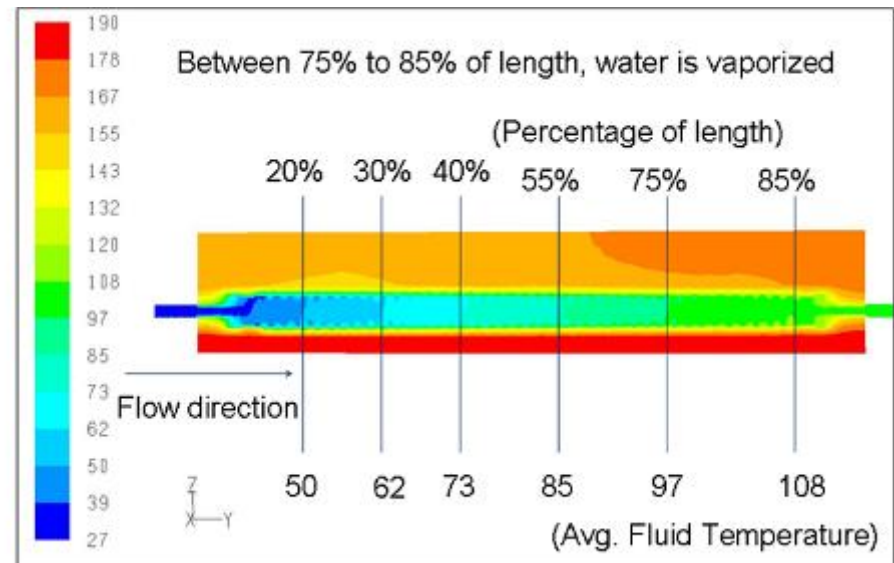 190
178
167
155
143
132
120
108
97
85
73
62
50
39
27
Between 75% to 85% of length, water is vaporized
(Percentage of length)
20% 30% 40% 55% 75% 85%
Flow direction
Z
X Y
50 62 73 85 97 108
(Avg. Fluid Temperature)